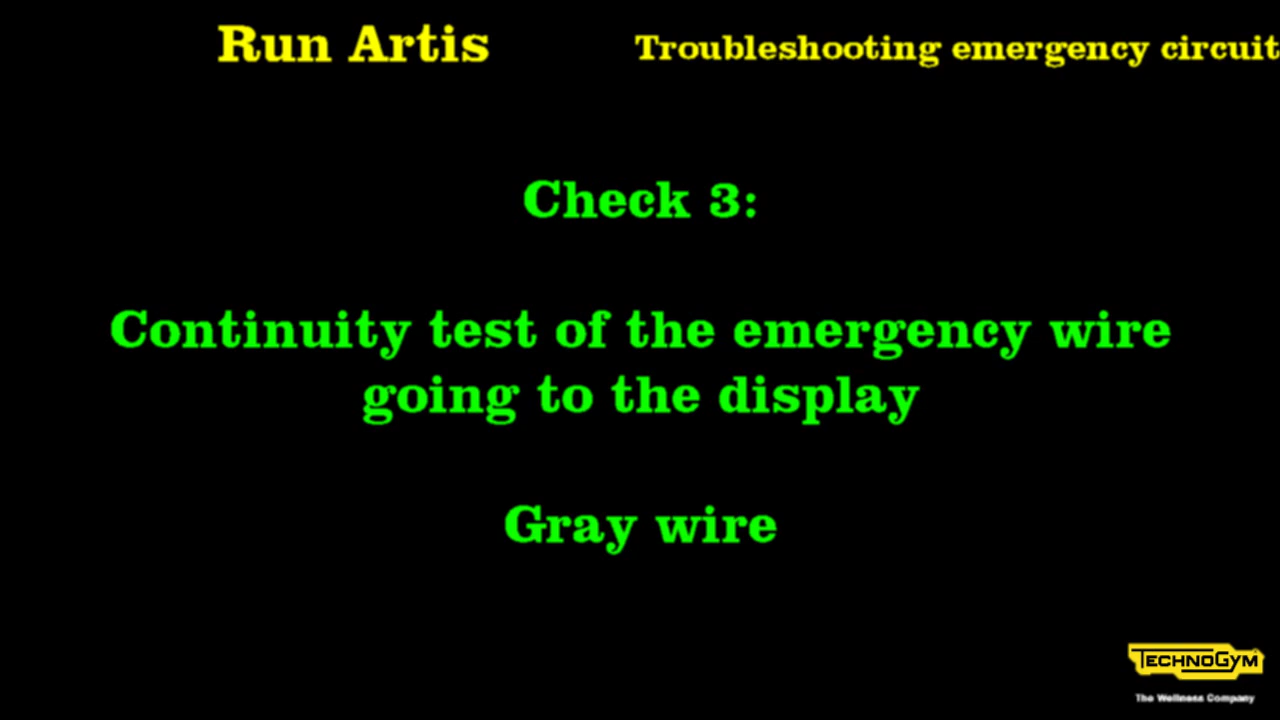 Run Artis
Troubleshooting emergency circuit
Check 3:
Continuity test of the emergency wire
going to the display
Gray wire
TECHNOGYM
The Wellness Company